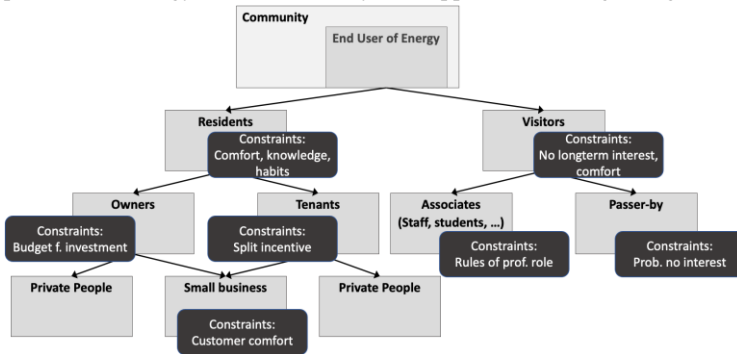 Community
End User of Energy
Residents
Constraints:
Comfort, knowledge,
habits
Visitors
Constraints:
No longterm interest,
comfort
Owners
Constraints:
Budget f. investment
Tenants
Constraints:
Split incentive
Associates
(Staff, students, ...)
Constraints:
Rules of prof. role
Passer-by
Constraints:
Prob. no interest
Private People
Small business
Constraints:
Customer comfort
Private People